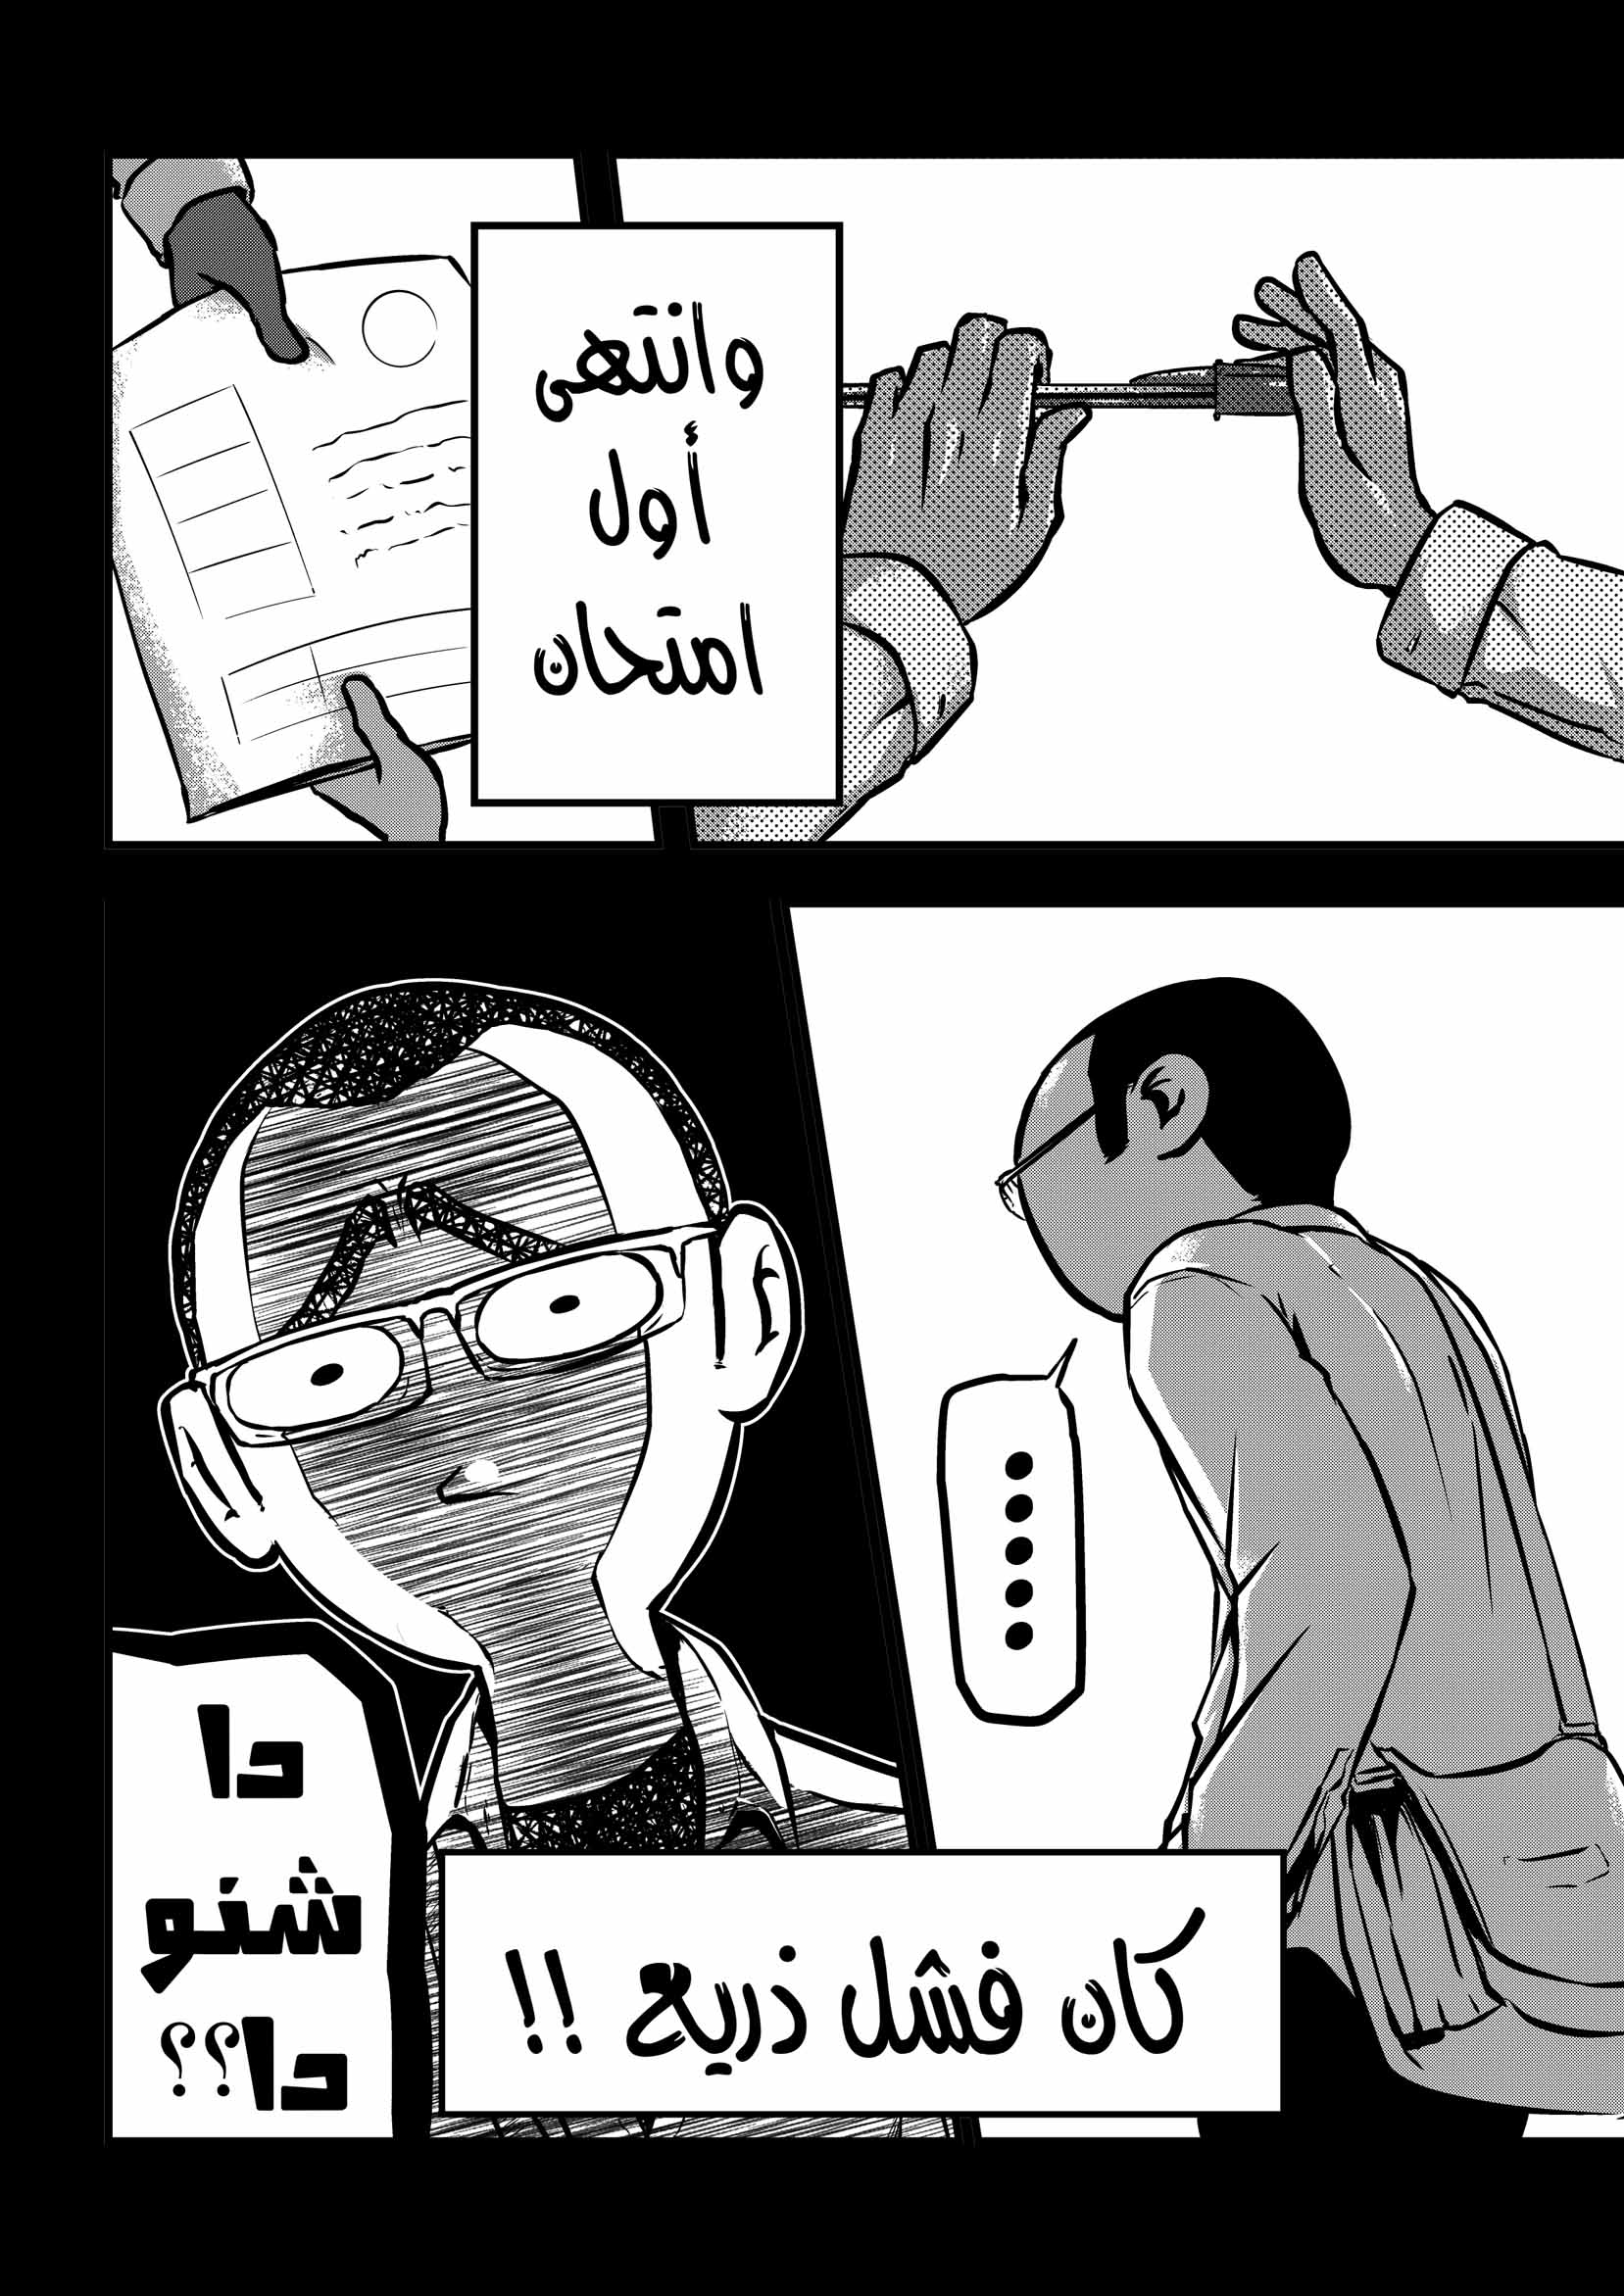 وانتهى
أول
امتحان
.....
كان فشل ذريع !!
دا
شنو
دا؟؟